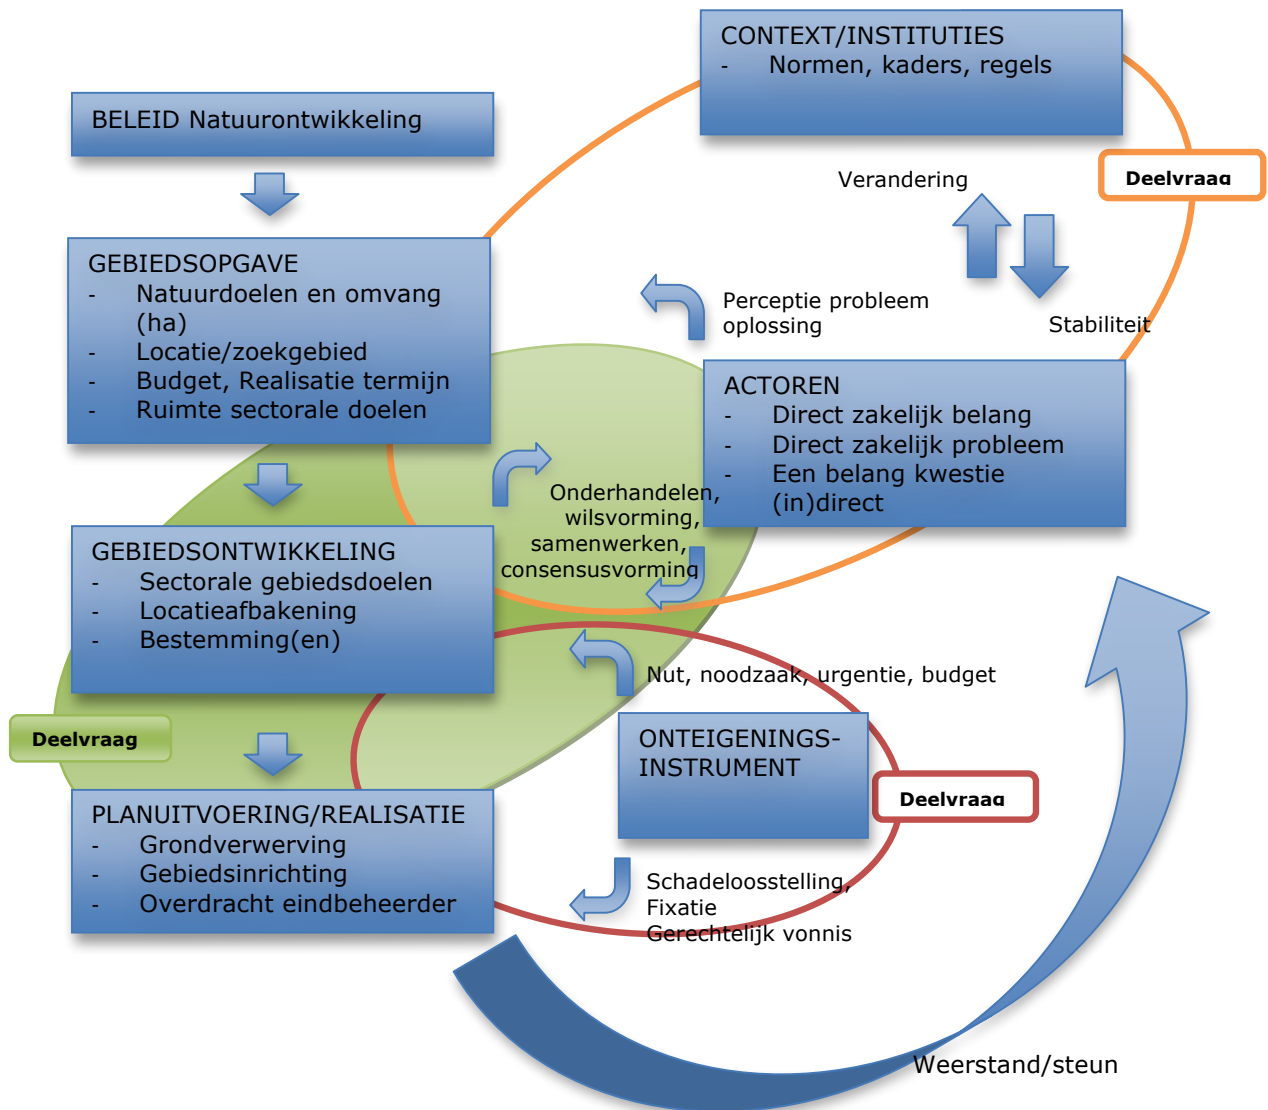 CONTEXT/INSTITUTIES
- Normen, kaders, regels
BELEID Natuurontwikkeling
Deelvraag
Verandering
GEBIEDSOPGAVE
- Natuurdoelen en omvang
(ha)
- Locatie/zoekgebied
- Budget, Realisatie termijn
- Ruimte sectorale doelen
Perceptie probleem
oplossing
Stabiliteit
ACTOREN
- Direct zakelijk belang
- Direct zakelijk probleem
- Een belang kwestie
(in)direct
Onderhandelen,
wilsvorming,
samenwerken,
consensusvorming
GEBIEDSONTWIKKELING
- Sectorale gebiedsdoelen
- Locatieafbakening
- Bestemming(en)
Nut, noodzaak, urgentie, budget
Deelvraag
ONTEIGENINGS-
INSTRUMENT
Deelvraag
PLANUITVOERING/REALISATIE
- Grondverwerving
- Gebiedsinrichting
- Overdracht eindbeheerder
Schadeloosstelling,
Fixatie
Gerechtelijk vonnis
Weerstand/steun